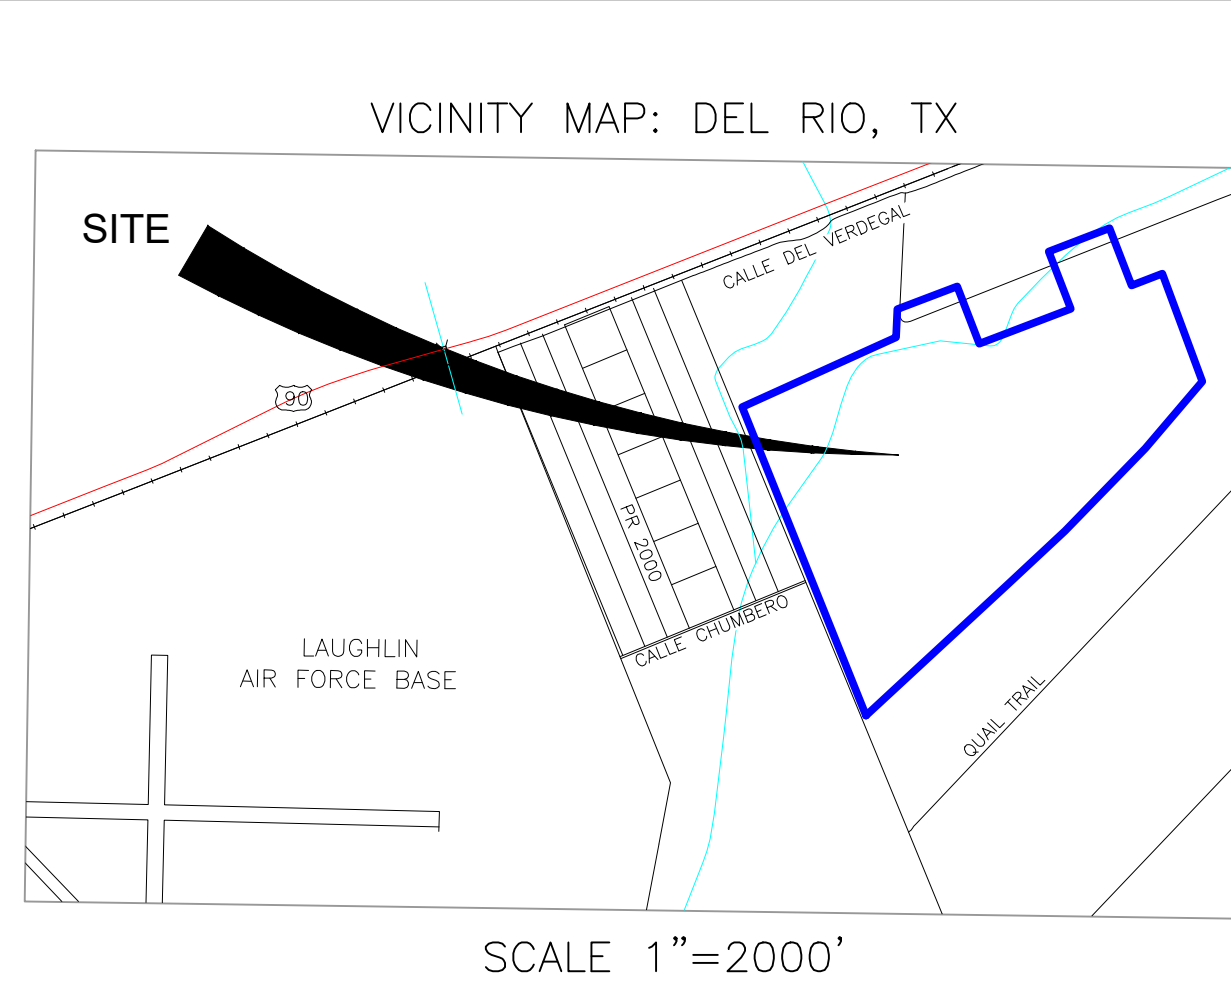 VICINITY MAP: DEL RIO, TX
SITE
CALLE DEL VERDEGAL
90
PR 2000
CALLE CHUMBERO
LAUGHLIN
AIR FORCE BASE
QUAIL TRAIL
SCALE 1”=2000’